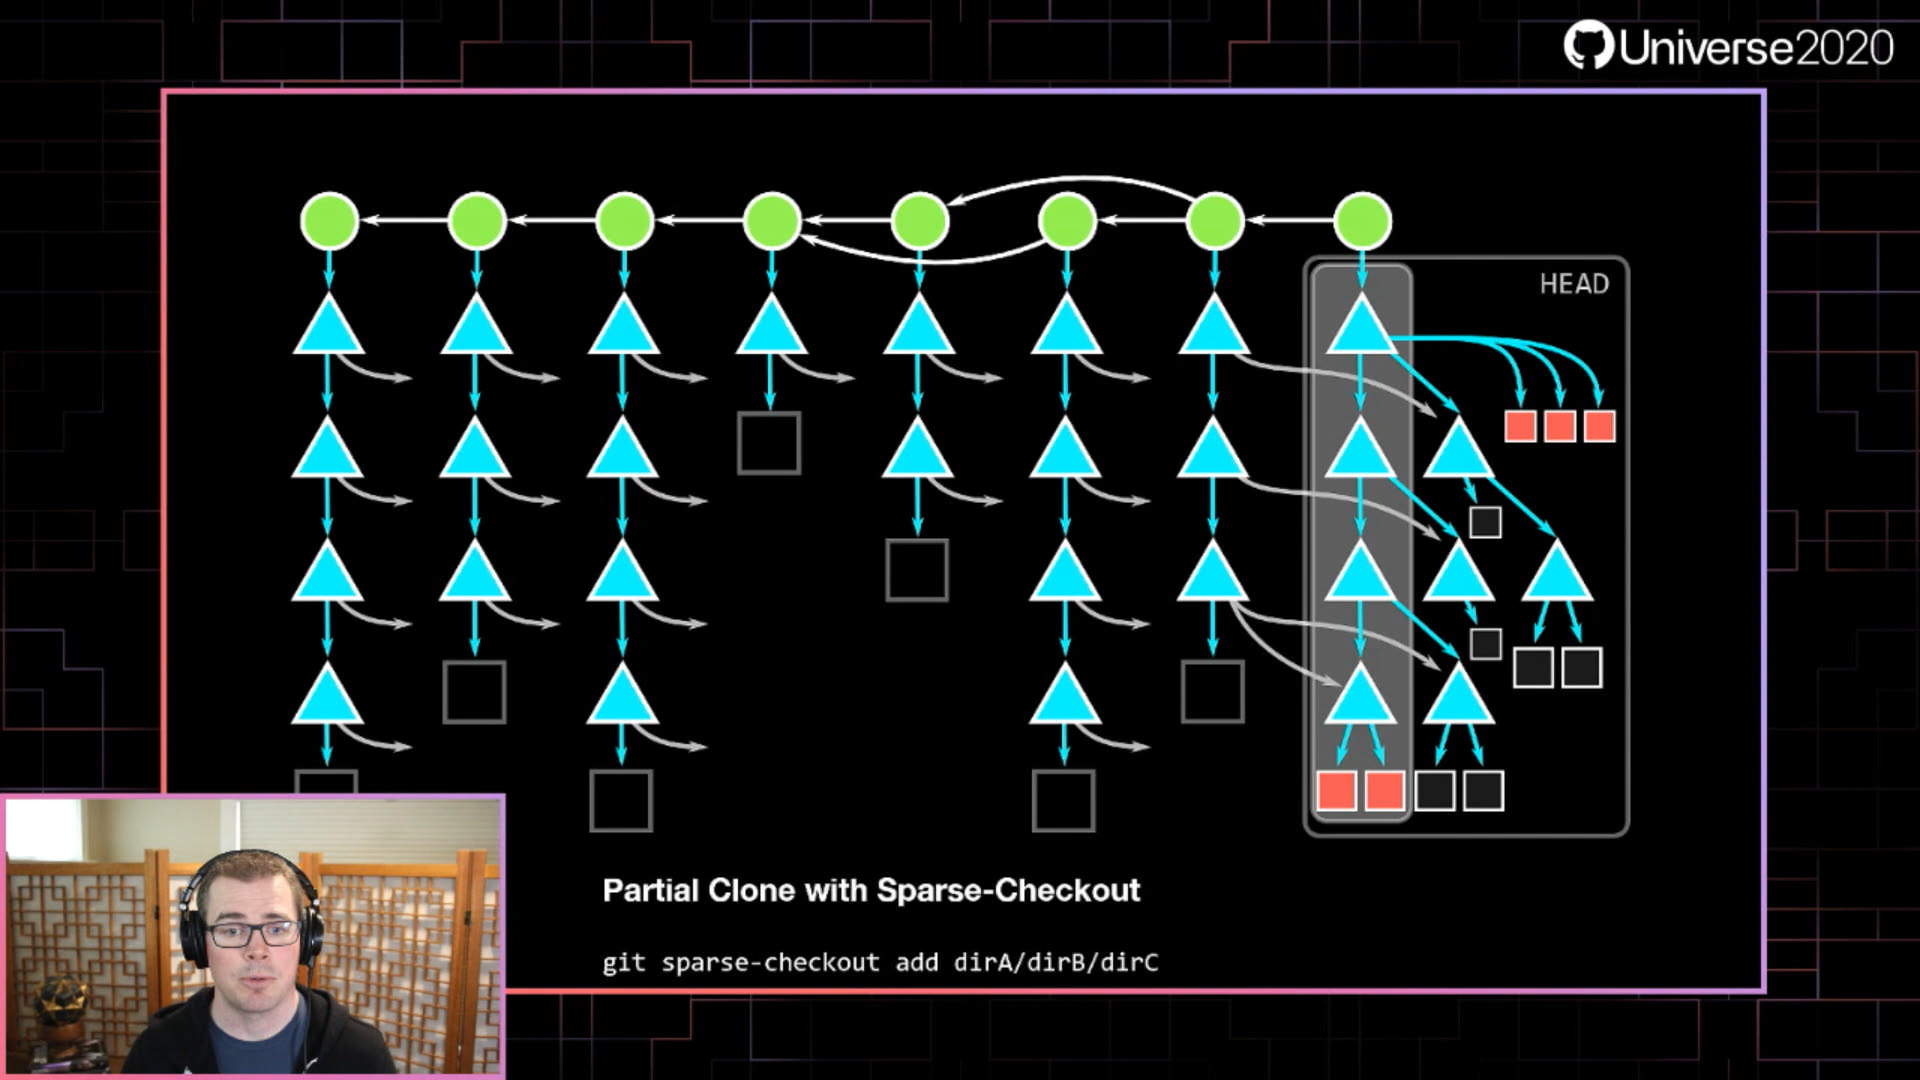 Universe2020
HEAD
Partial Clone with Sparse-Checkout
git sparse-checkout add dirA/dirB/dirC